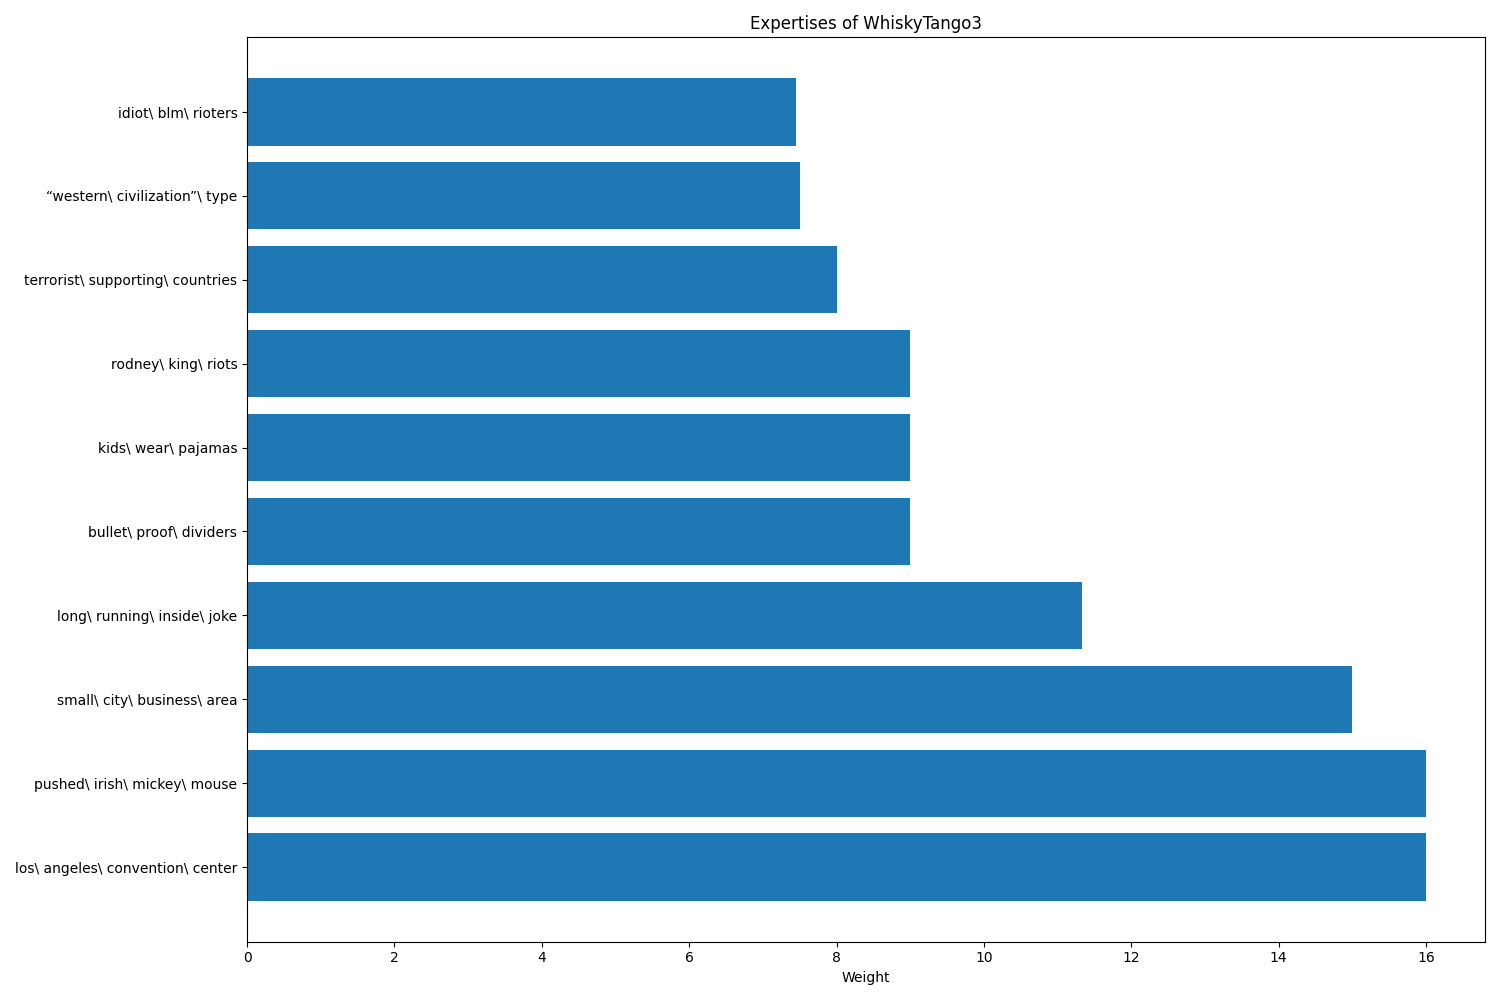 Expertises of WhiskyTango3
idiot\ blm\ rioters
“western\ civilization”\ type
terrorist\ supporting\ countries
rodney\ king\ riots
kids\ wear\ pajamas
bullet\ proof\ dividers
long\ running\ inside\ joke
small\ city\ business\ area
pushed\ irish\ mickey\ mouse
los\ angeles\ convention\ center
0 2 4 6 8 10 12 14 16
Weight